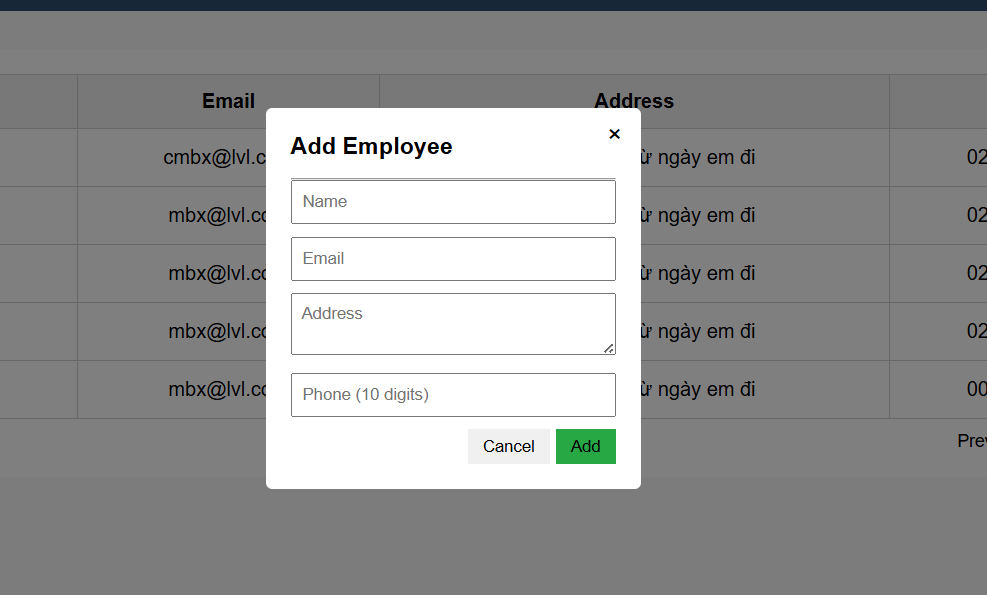 Email Address
Add Employee ×
cmbx@lvl.c ngày em đi 02
Name
mbx@lvl.co ngày em đi 02
Email
mbx@lvl.co ngày em đi 02
Address
mbx@lvl.co ngày em đi 02
mbx@lvl.co ngày em đi 00
Phone (10 digits)
Cancel Add